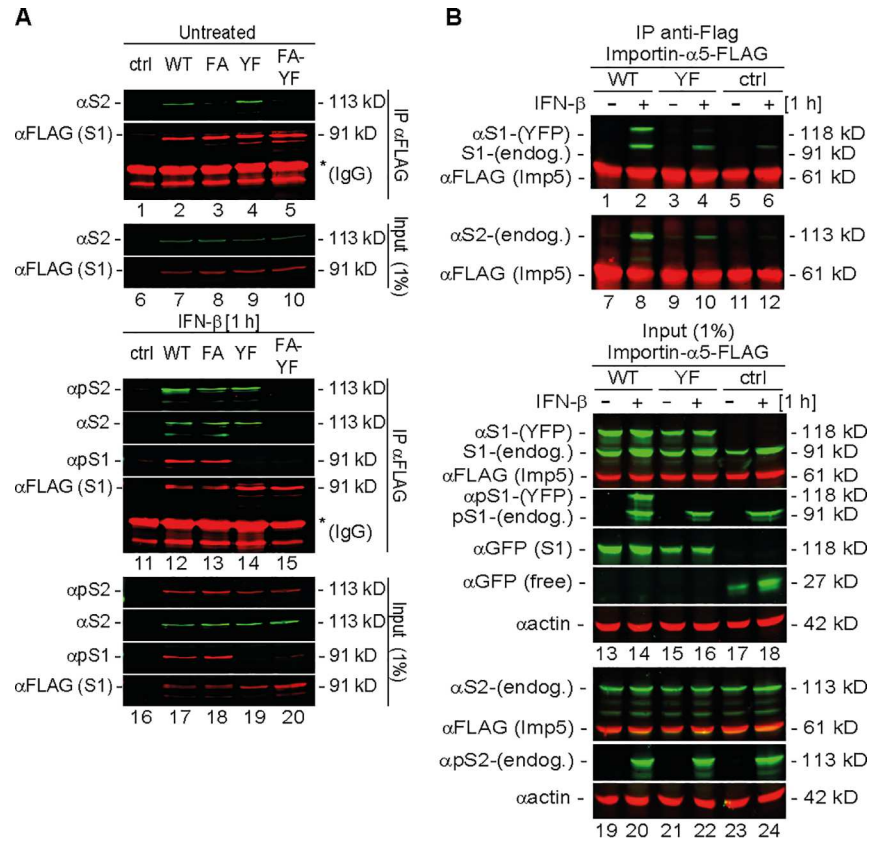 A
Untreated
ctrl WT FA YF FA-YF
αS2 - - 113 kD
αFLAG (S1) - - 91 kD
* (IgG)
IP αFLAG
1 2 3 4 5
αS2 - - 113 kD
αFLAG (S1) - - 91 kD
Input (1%)
6 7 8 9 10
IFN-β [1 h]
ctrl WT FA YF FA-YF
αpS2 - - 113 kD
αS2 - - 113 kD
αpS1 - - 91 kD
αFLAG (S1) - - 91 kD
* (IgG)
IP αFLAG
11 12 13 14 15
αpS2 - - 113 kD
αS2 - - 113 kD
αpS1 - - 91 kD
αFLAG (S1) - - 91 kD
Input (1%)
16 17 18 19 20
B
IP anti-Flag
Importin-α5-FLAG
WT YF ctrl
IFN-β - + - + - + [1 h]
αS1-(YFP) - - 118 kD
S1-(endog.) - - 91 kD
αFLAG (Imp5) - - 61 kD
1 2 3 4 5 6
αS2-(endog.) - - 113 kD
αFLAG (Imp5) - - 61 kD
7 8 9 10 11 12
Input (1%)
Importin-α5-FLAG
WT YF ctrl
IFN-β - + - + - + [1 h]
αS1-(YFP) - - 118 kD
S1-(endog.) - - 91 kD
αFLAG (Imp5) - - 61 kD
αpS1-(YFP) - - 118 kD
pS1-(endog.) - - 91 kD
αGFP (S1) - - 118 kD
αGFP (free) - - 27 kD
αactin - - 42 kD
13 14 15 16 17 18
αS2-(endog.) - - 113 kD
αFLAG (Imp5) - - 61 kD
αpS2-(endog.) - - 113 kD
αactin - - 42 kD
19 20 21 22 23 24